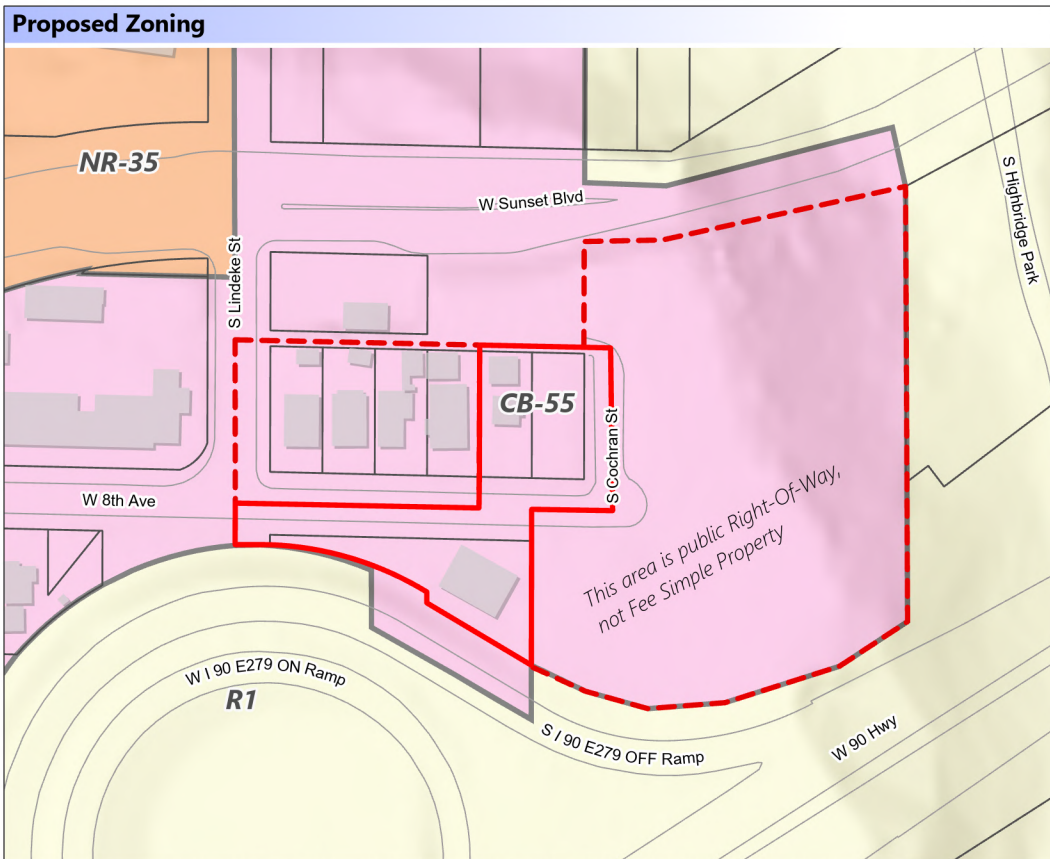 Proposed Zoning
NR-35
W Sunset Blvd
S Highbridge Park
S Lindeke St
CB-55
S Cochran St
W 8th Ave
This area is public Right-Of-Way,
not Fee Simple Property
W I 90 E279 ON Ramp
R1
S I 90 E279 OFF Ramp
W 90 Hwy